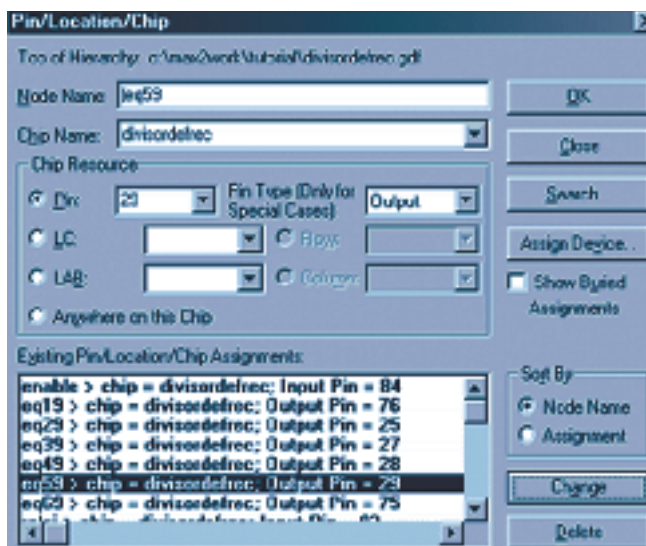 Pin/Location/Chip
Top of Hierarchy: c:\max2work\tutorial\divisordefrec.gdf
Node Name: |eq59
OK
Chip Name: divisordefrec
Close
Chip Resource
Pin: 29
Pin Type (Only for Special Cases) Output
Search
LC:
Row:
Assign Device...
LAB:
Column:
Show Buried Assignments
Anywhere on this Chip
Existing Pin/Location/Chip Assignments:
enable > chip = divisordefrec; Input Pin = 84
eq19 > chip = divisordefrec; Output Pin = 76
eq29 > chip = divisordefrec; Output Pin = 25
eq39 > chip = divisordefrec; Output Pin = 27
eq49 > chip = divisordefrec; Output Pin = 28
eq59 > chip = divisordefrec; Output Pin = 29
eq69 > chip = divisordefrec; Output Pin = 75
Sort By
Node Name
Assignment
Change
Delete